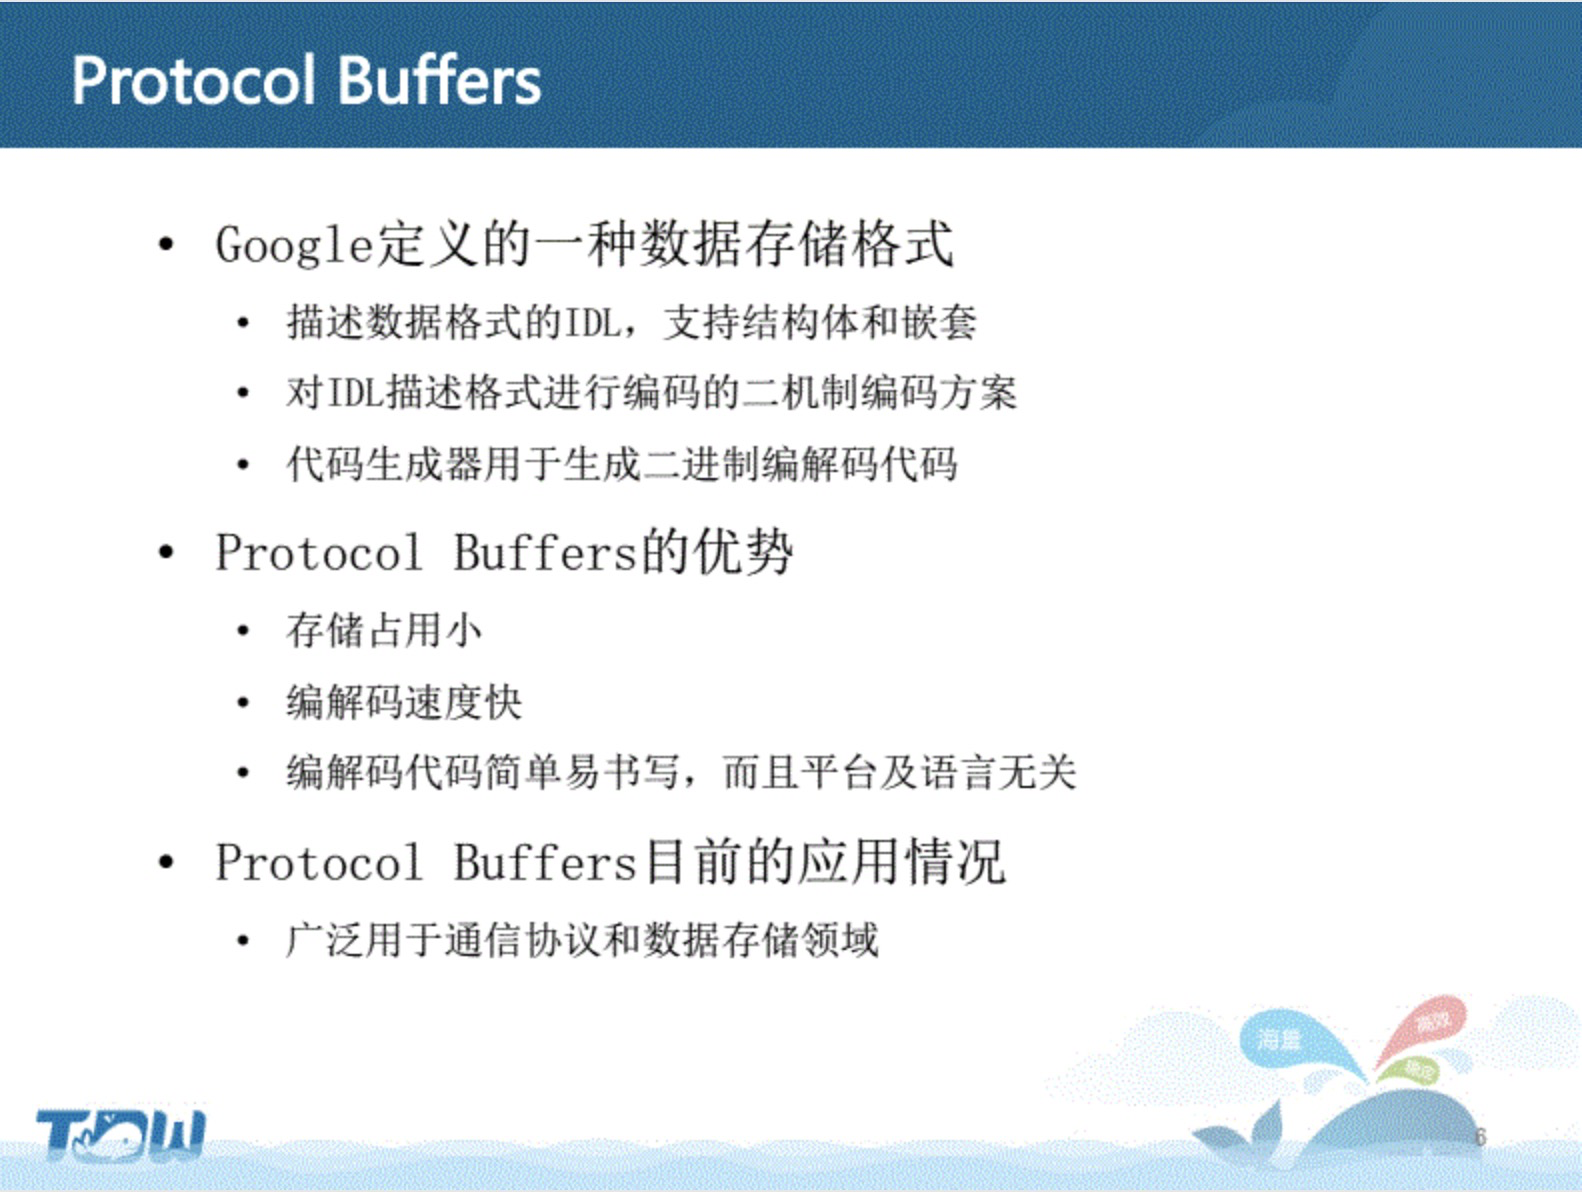 Protocol Buffers
• Google定义的一种数据存储格式
• 描述数据格式的IDL，支持结构体和嵌套
• 对IDL描述格式进行编码的二机制编码方案
• 代码生成器用于生成二进制编解码代码
• Protocol Buffers的优势
• 存储占用小
• 编解码速度快
• 编解码代码简单易书写，而且平台及语言无关
• Protocol Buffers目前的应用情况
• 广泛用于通信协议和数据存储领域
海量
高效
TDW
6